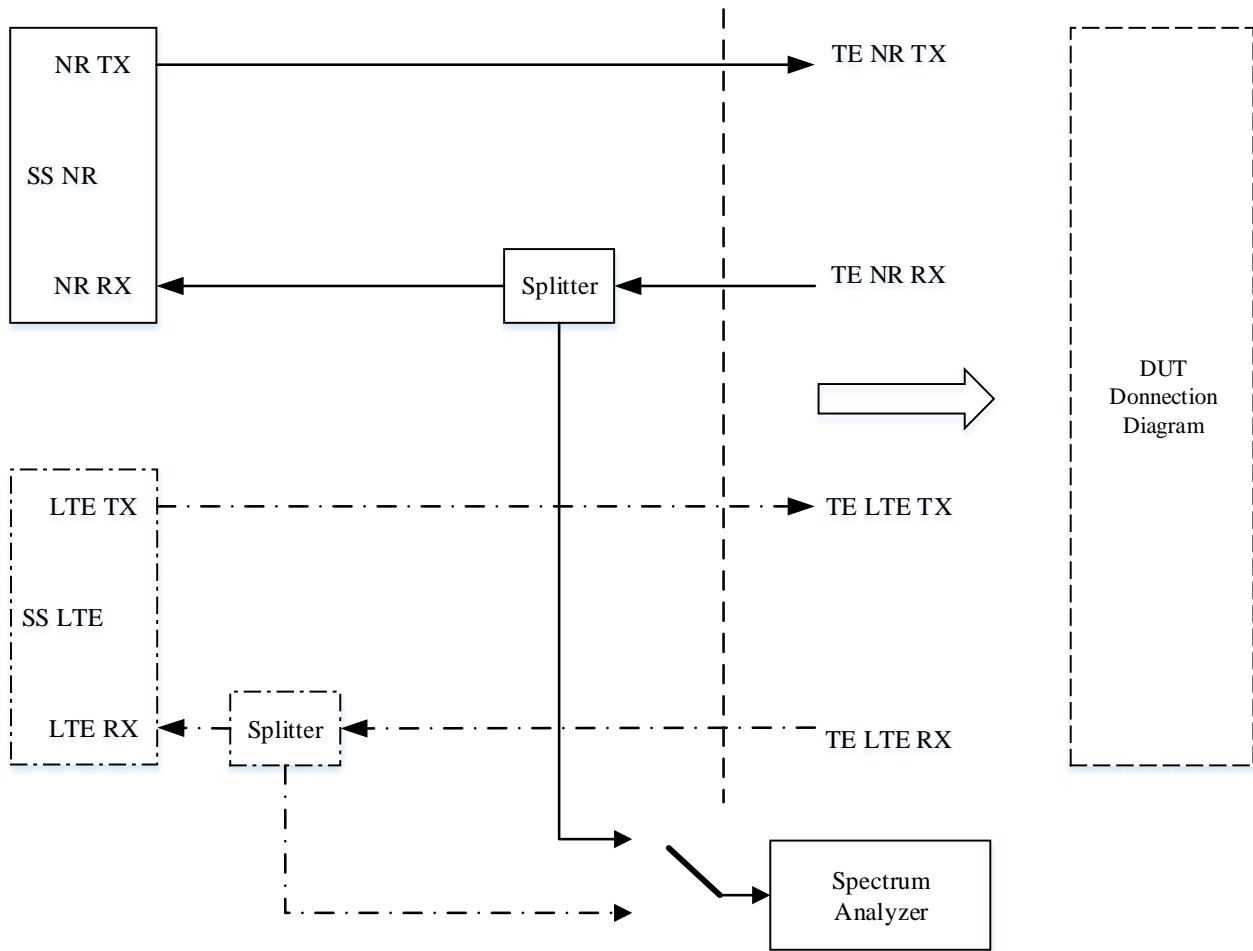 NR TX
TE NR TX
SS NR
NR RX
Splitter
TE NR RX
DUT
Donnection
Diagram
LTE TX
TE LTE TX
SS LTE
LTE RX
Splitter
TE LTE RX
Spectrum
Analyzer